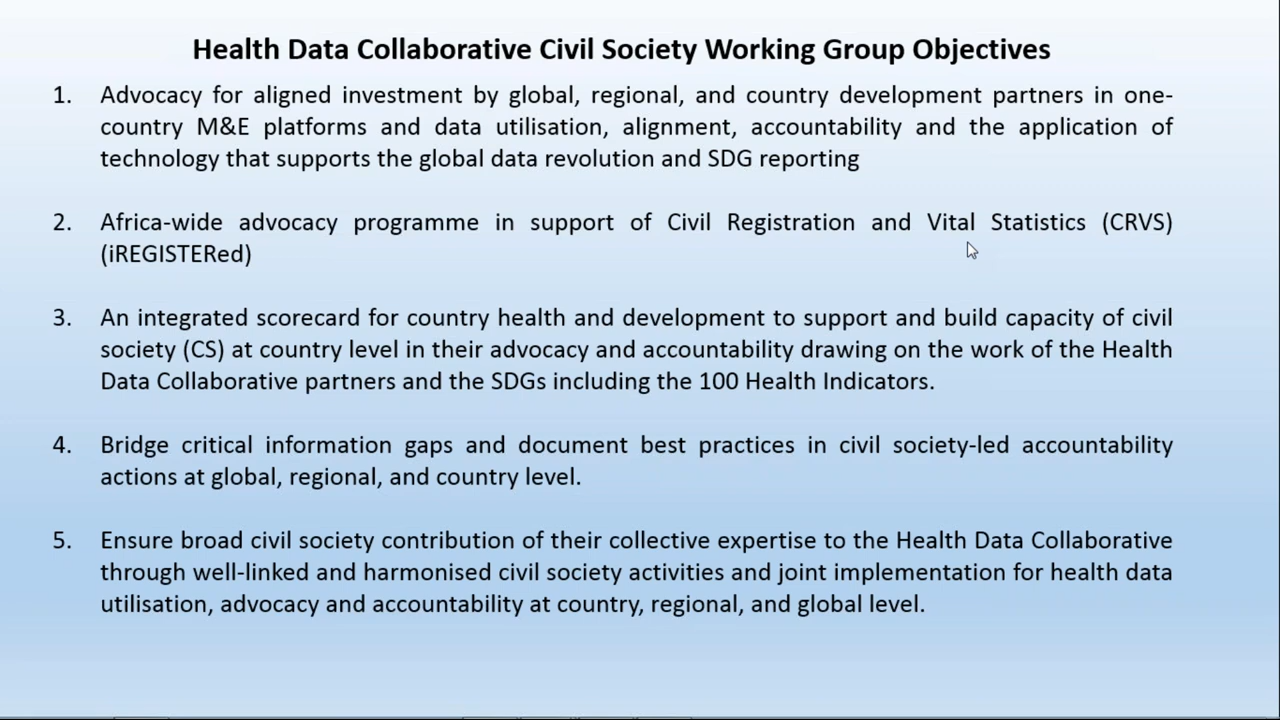 Health Data Collaborative Civil Society Working Group Objectives
1. Advocacy for aligned investment by global, regional, and country development partners in one-
country M&E platforms and data utilisation, alignment, accountability and the application of
technology that supports the global data revolution and SDG reporting
2. Africa-wide advocacy programme in support of Civil Registration and Vital Statistics (CRVS)
(iREGISTERed)
3. An integrated scorecard for country health and development to support and build capacity of civil
society (CS) at country level in their advocacy and accountability drawing on the work of the Health
Data Collaborative partners and the SDGs including the 100 Health Indicators.
4. Bridge critical information gaps and document best practices in civil society-led accountability
actions at global, regional, and country level.
5. Ensure broad civil society contribution of their collective expertise to the Health Data Collaborative
through well-linked and harmonised civil society activities and joint implementation for health data
utilisation, advocacy and accountability at country, regional, and global level.